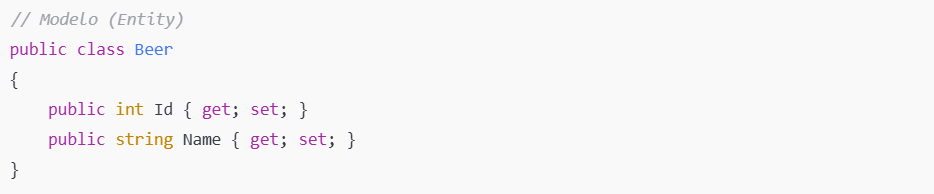 // Modelo (Entity)
public class Beer
{
    public int Id { get; set; }
    public string Name { get; set; }
}